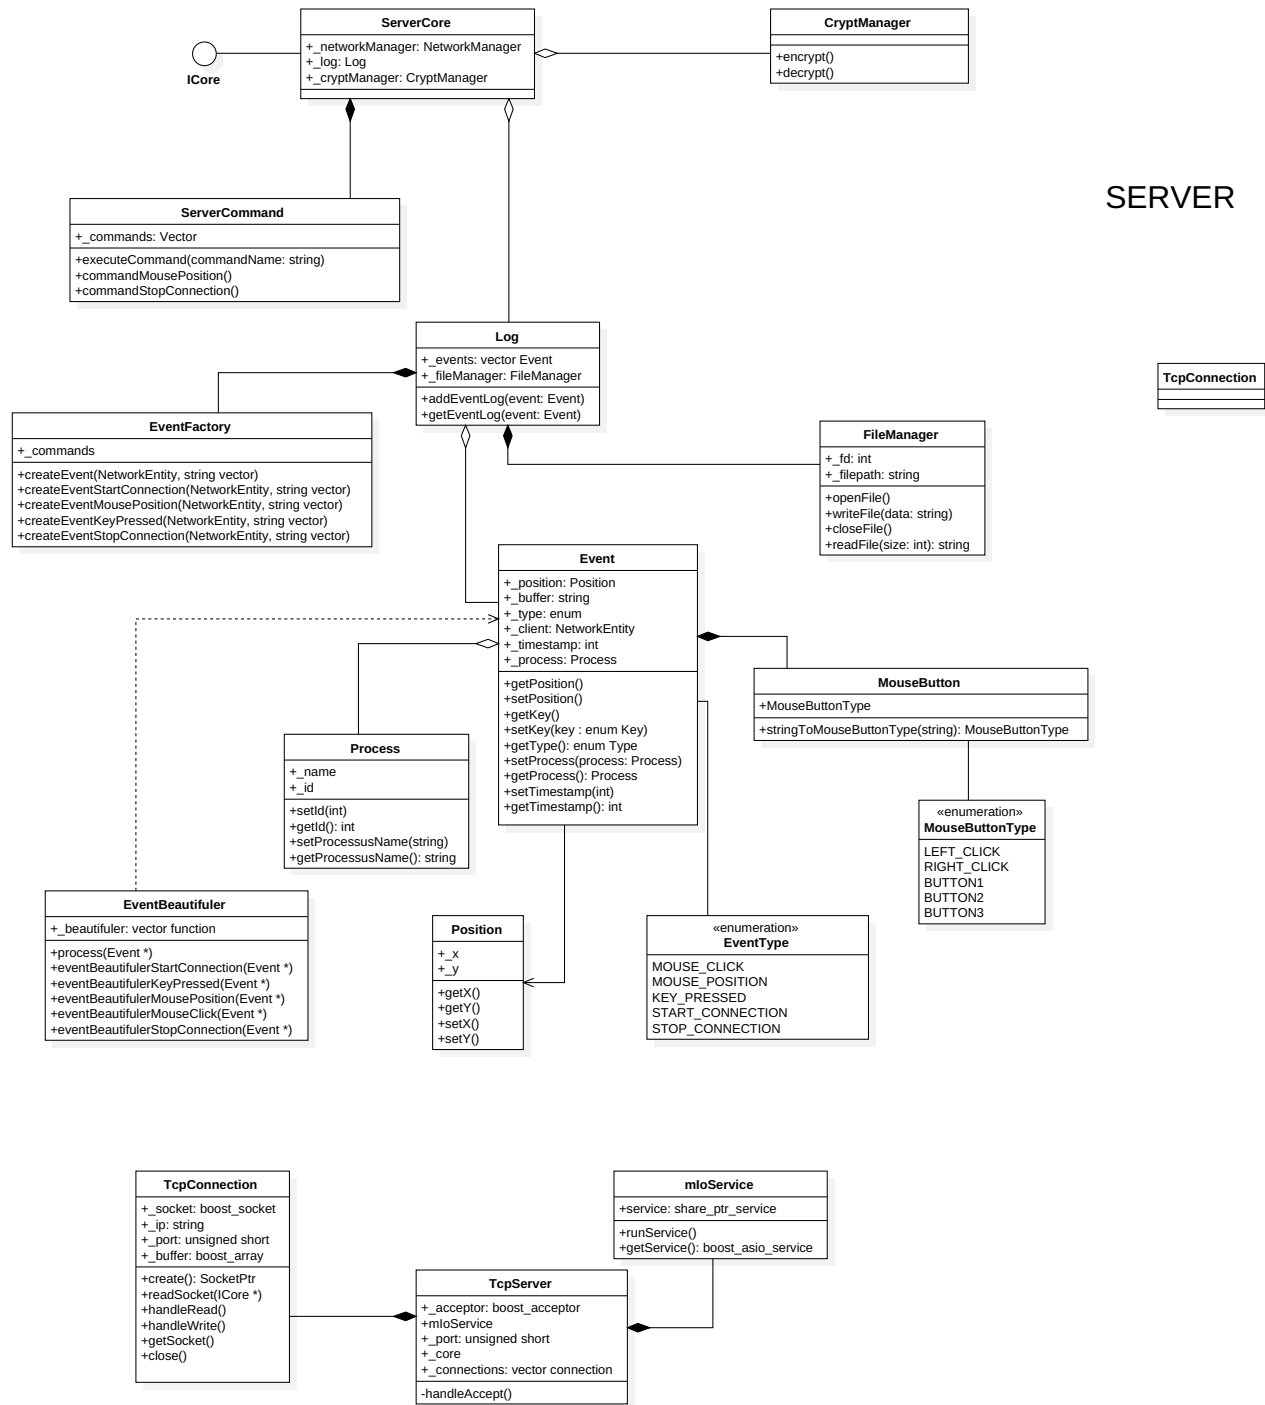 ServerCore
+_networkManager: NetworkManager
+_log: Log
+_cryptManager: CryptManager
ICore
CryptManager
+encrypt()
+decrypt()
SERVER
ServerCommand
+_commands: Vector
+executeCommand(commandName: string)
+commandMousePosition()
+commandStopConnection()
Log
+_events: vector Event
+_fileManager: FileManager
+addEventLog(event: Event)
+getEventLog(event: Event)
TcpConnection
EventFactory
+_commands
+createEvent(NetworkEntity, string vector)
+createEventStartConnection(NetworkEntity, string vector)
+createEventMousePosition(NetworkEntity, string vector)
+createEventKeyPressed(NetworkEntity, string vector)
+createEventStopConnection(NetworkEntity, string vector)
FileManager
+_fd: int
+_filepath: string
+openFile()
+writeFile(data: string)
+closeFile()
+readFile(size: int): string
Event
+_position: Position
+_buffer: string
+_type: enum
+_client: NetworkEntity
+_timestamp: int
+_process: Process
+getPosition()
+setPosition()
+getKey()
+setKey(key : enum Key)
+getType(): enum Type
+setProcess(process: Process)
+getProcess(): Process
+setTimestamp(int)
+getTimestamp(): int
MouseButton
+MouseButtonType
+stringToMouseButtonType(string): MouseButtonType
Process
+_name
+_id
+setId(int)
+getId(): int
+setProcessusName(string)
+getProcessusName(): string
«enumeration»
MouseButtonType
LEFT_CLICK
RIGHT_CLICK
BUTTON1
BUTTON2
BUTTON3
EventBeautifuler
+_beautifuler: vector function
+process(Event *)
+eventBeautifulerStartConnection(Event *)
+eventBeautifulerKeyPressed(Event *)
+eventBeautifulerMousePosition(Event *)
+eventBeautifulerMouseClick(Event *)
+eventBeautifulerStopConnection(Event *)
Position
+_x
+_y
+getX()
+getY()
+setX()
+setY()
«enumeration»
EventType
MOUSE_CLICK
MOUSE_POSITION
KEY_PRESSED
START_CONNECTION
STOP_CONNECTION
TcpConnection
+_socket: boost_socket
+_ip: string
+_port: unsigned short
+_buffer: boost_array
+create(): SocketPtr
+readSocket(ICore *)
+handleRead()
+handleWrite()
+getSocket()
+close()
mIoService
+service: share_ptr_service
+runService()
+getService(): boost_asio_service
TcpServer
+_acceptor: boost_acceptor
+mIoService
+_port: unsigned short
+_core
+_connections: vector connection
-handleAccept()